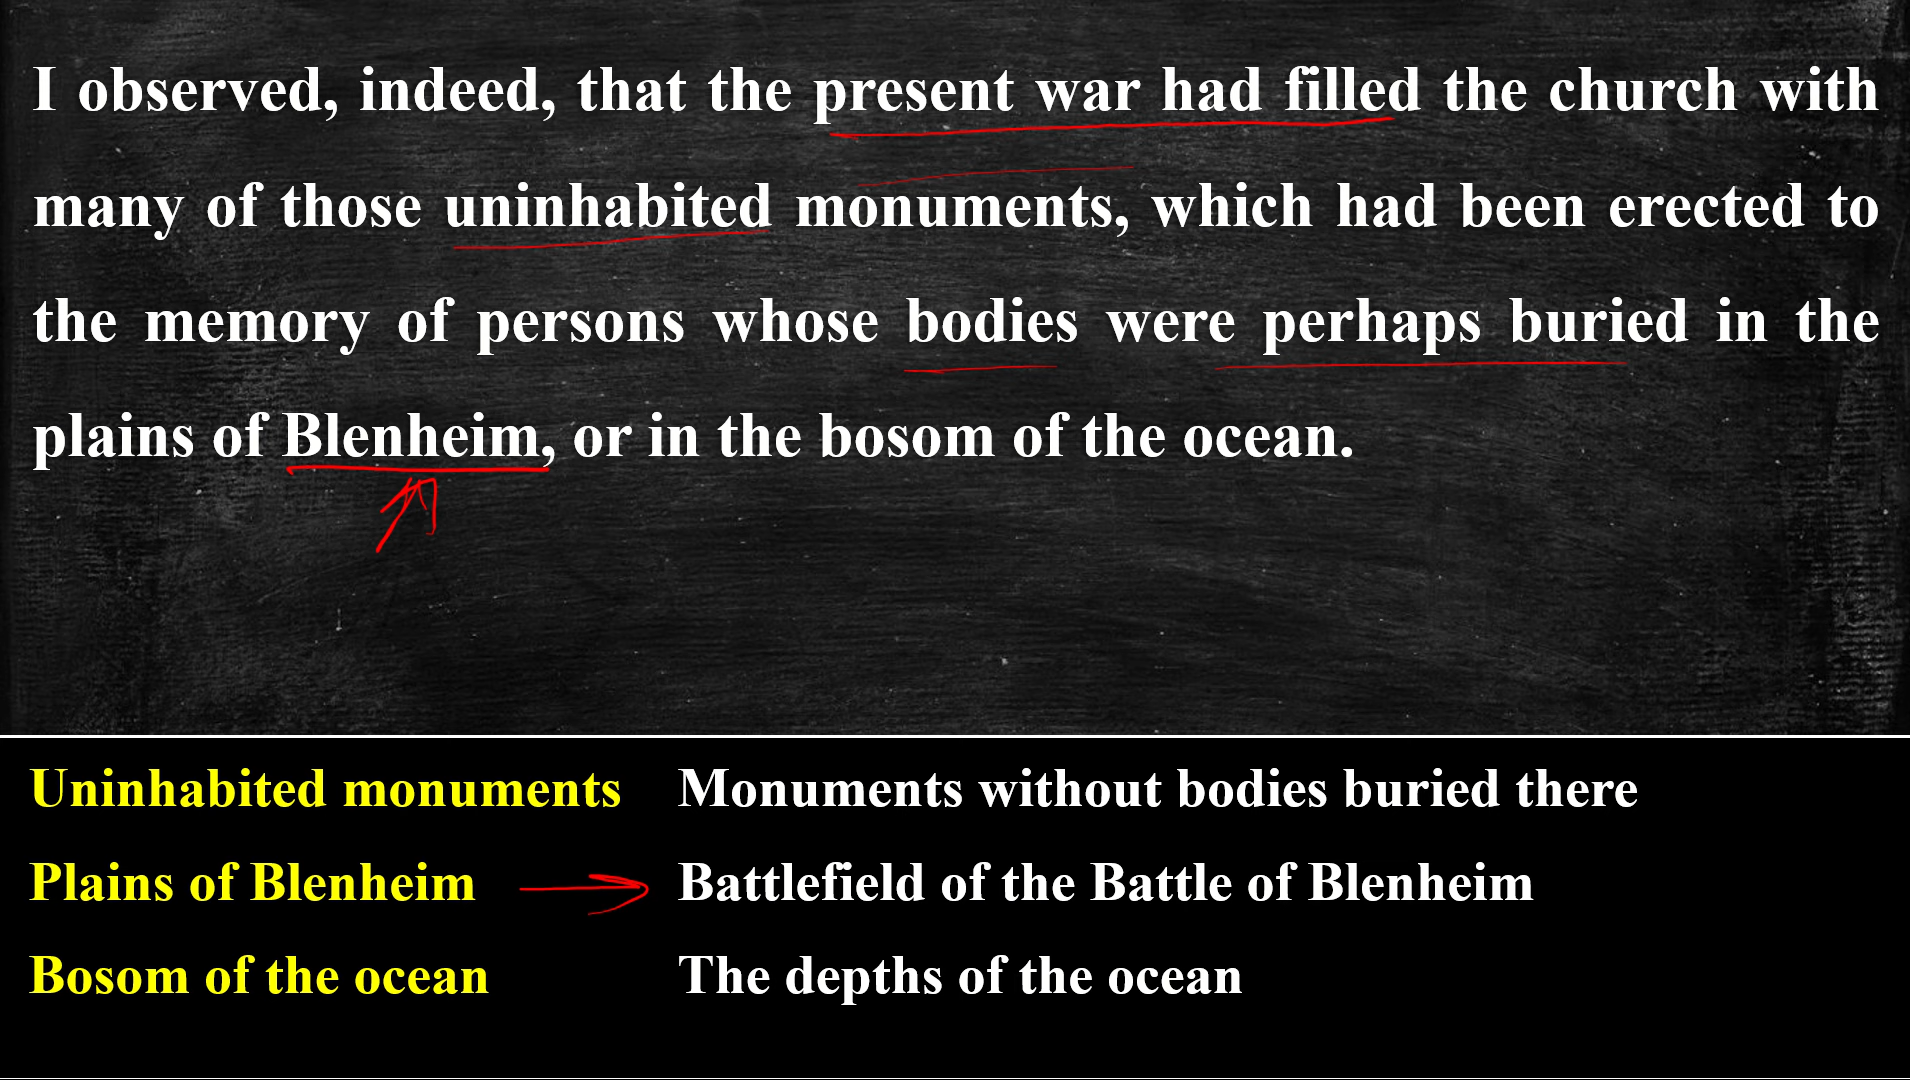 I observed, indeed, that the present war had filled the church with
many of those uninhabited monuments, which had been erected to
the memory of persons whose bodies were perhaps buried in the
plains of Blenheim, or in the bosom of the ocean.
Uninhabited monuments Monuments without bodies buried there
Plains of Blenheim Battlefield of the Battle of Blenheim
Bosom of the ocean The depths of the ocean